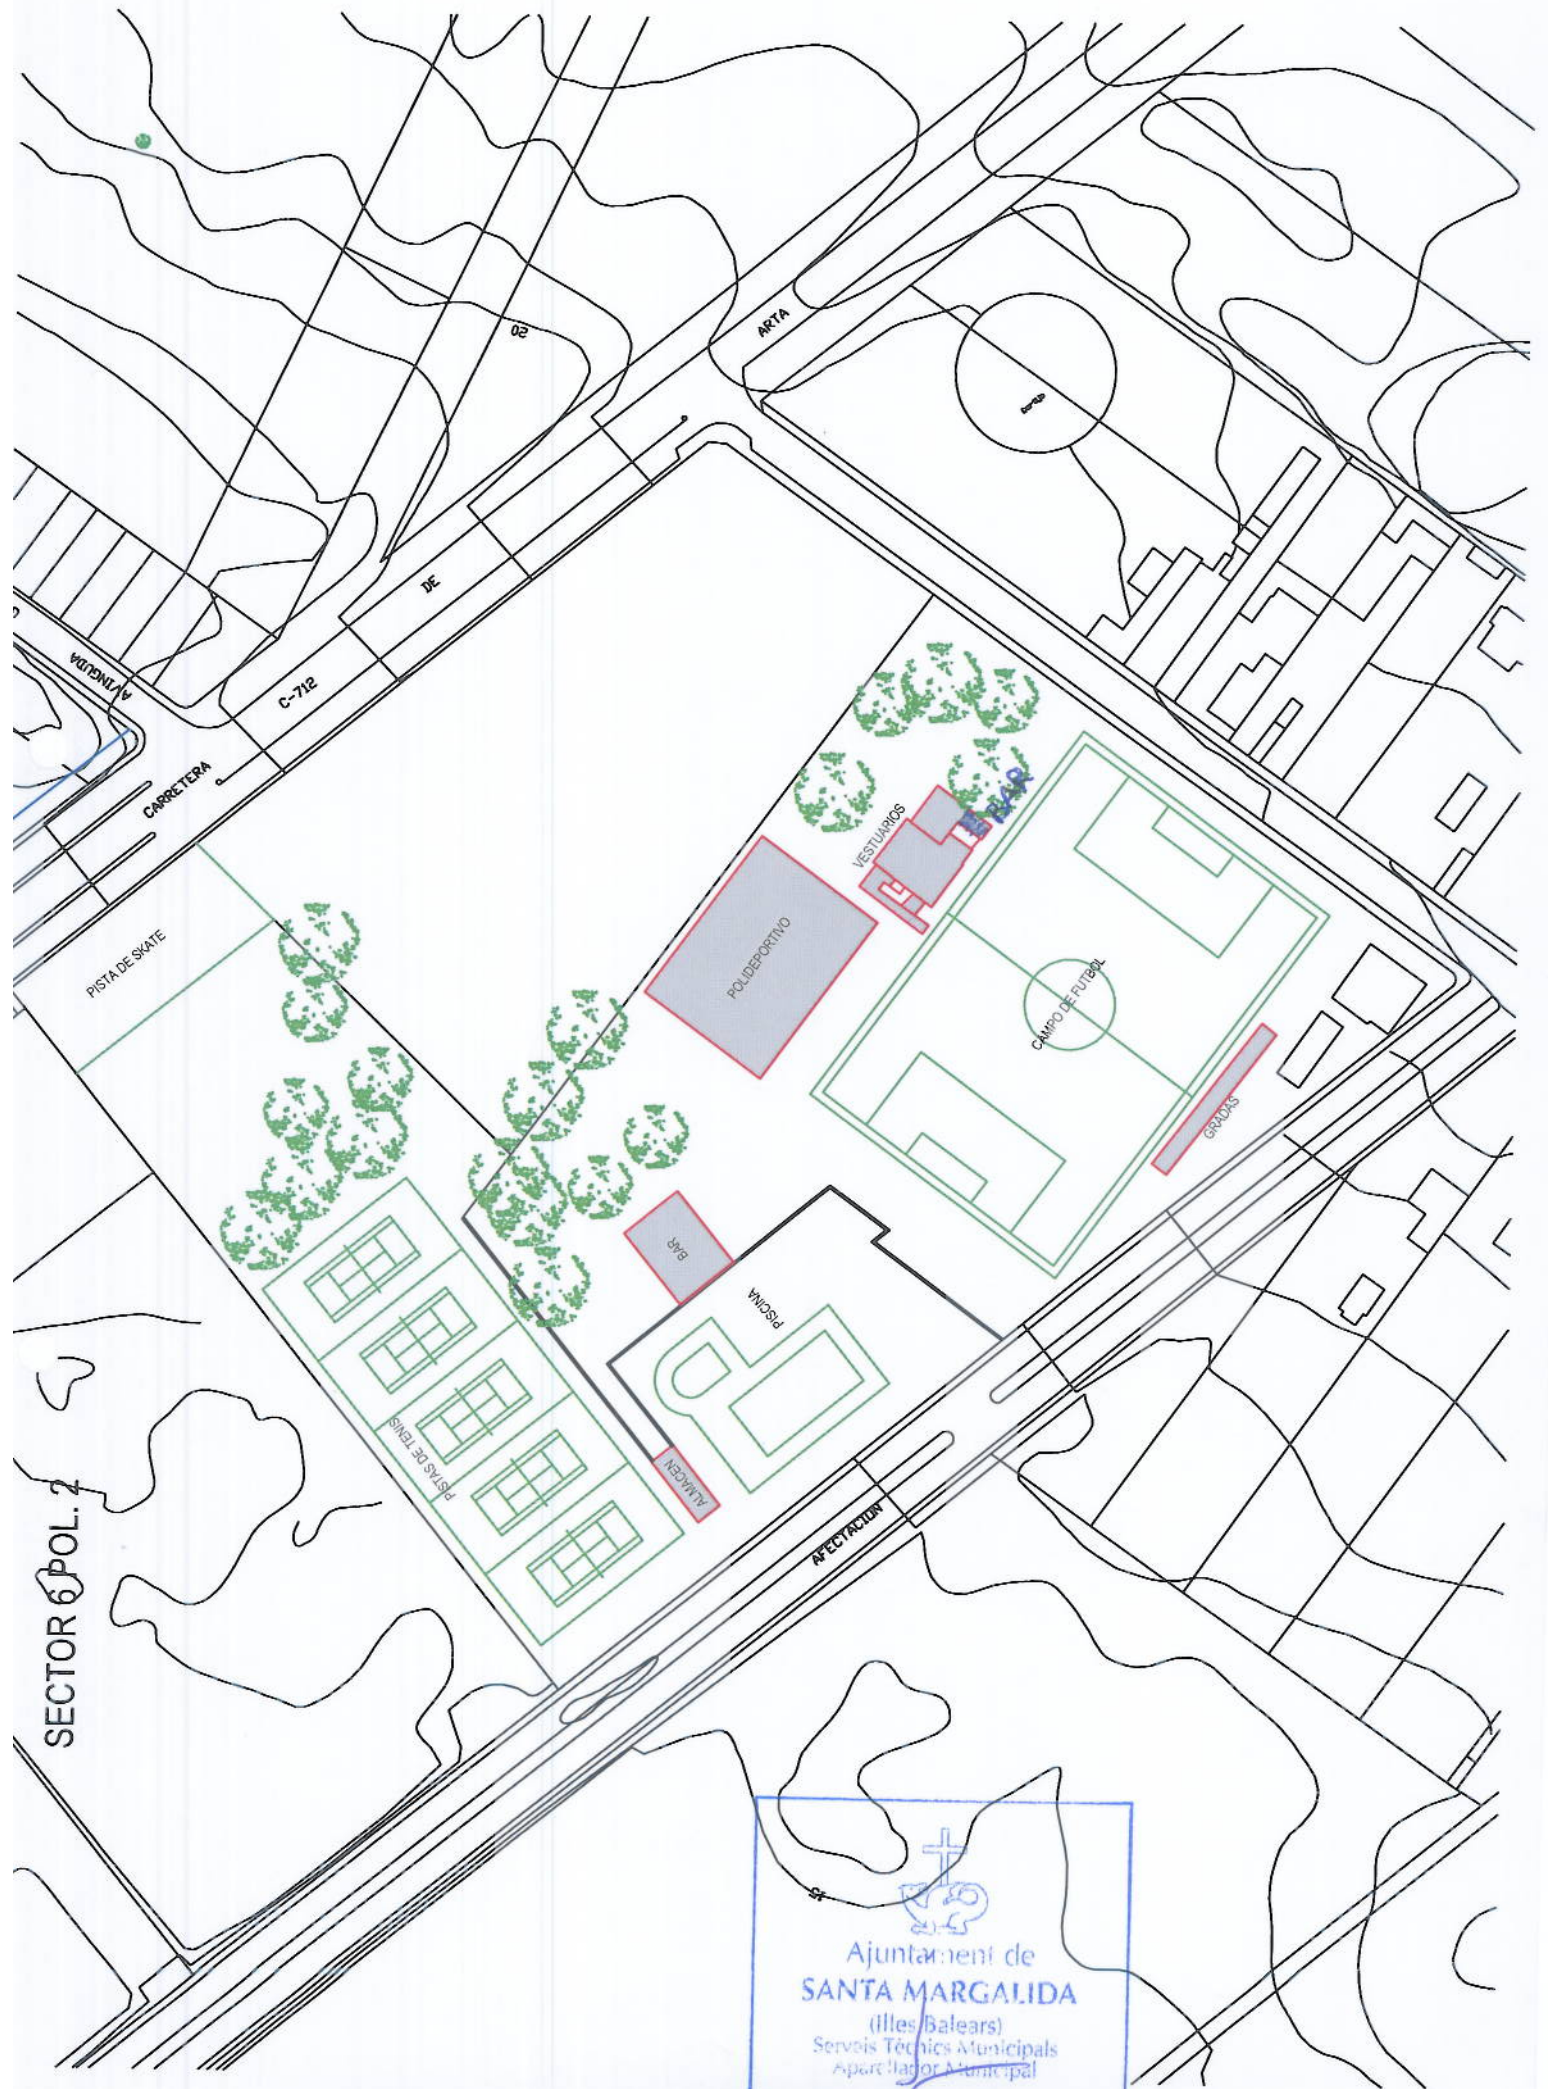 20
ARTA
DE
AVINGUDA
C-712
CARRETERA
BAR
VESTUARIOS
PISTA DE SKATE
POLIDEPORTIVO
CAMPO DE FUTBOL
GRADAS
BAR
PISCINA
PISTAS DE TENIS
ALMACEN
AFECTACION
SECTOR 6 POL. 2
15
Ajuntament de
SANTA MARGALIDA
(Illes Balears)
Serveis Tècnics Municipals
Aparellador Municipal